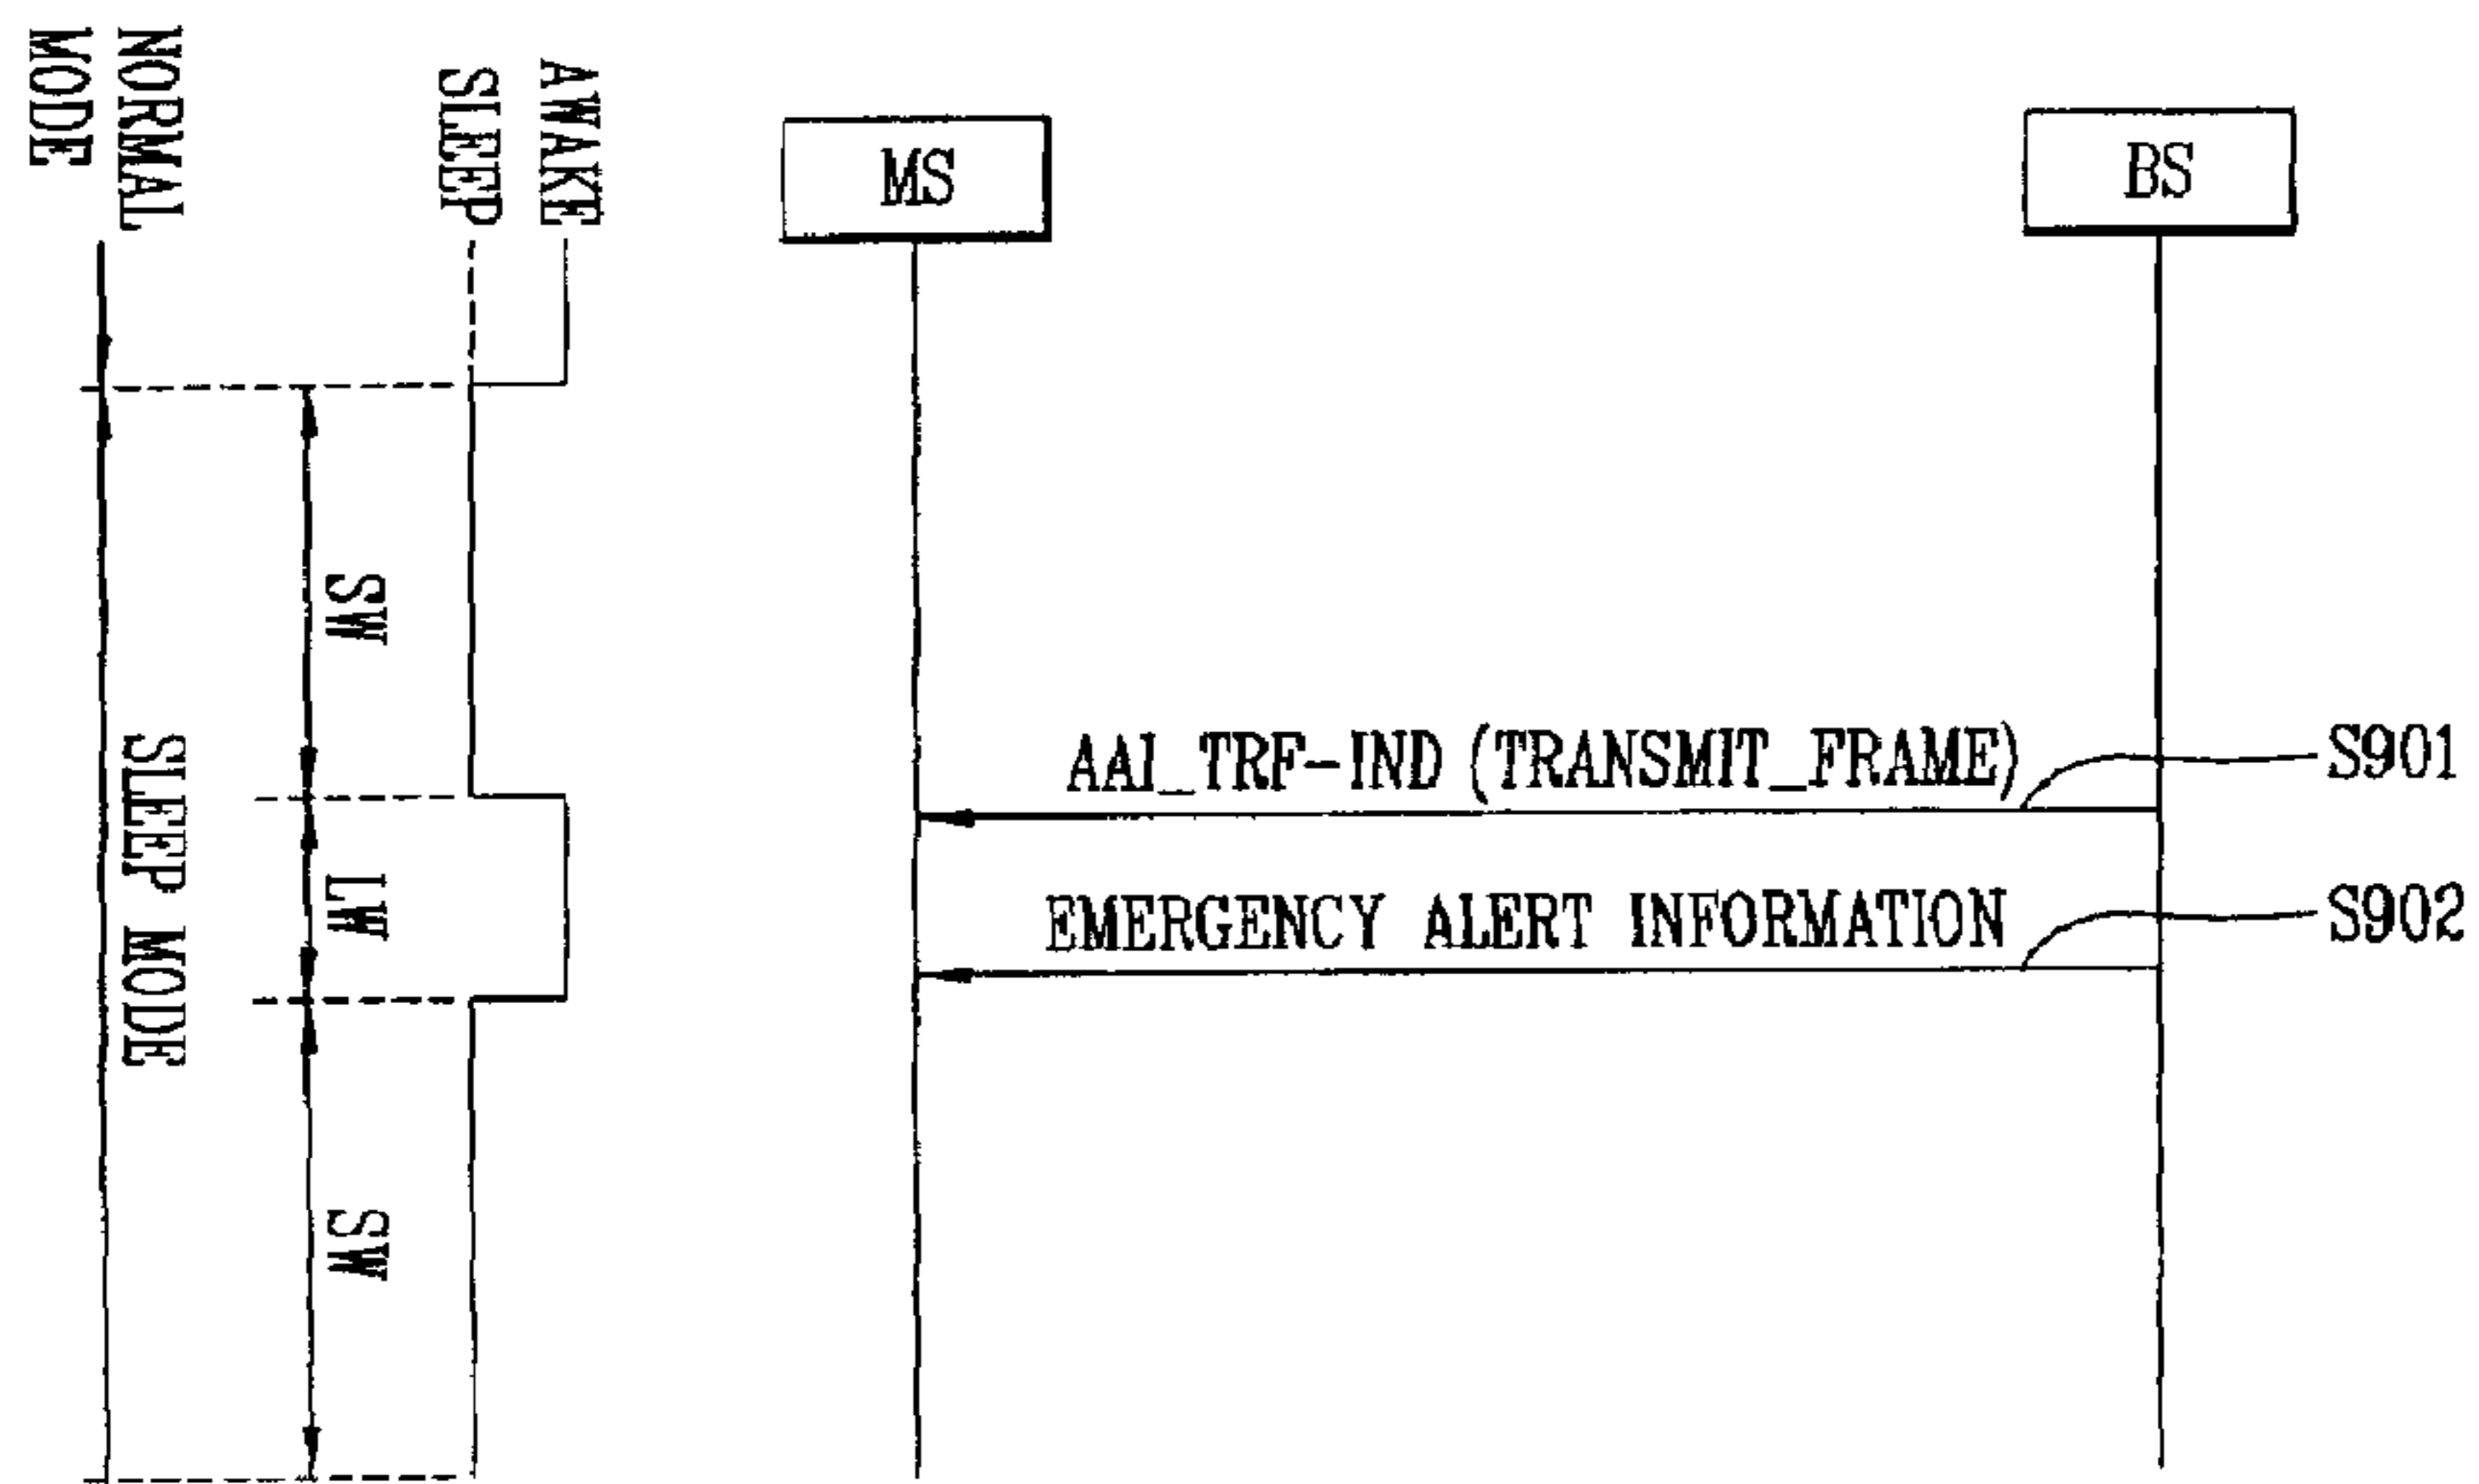 NORMAL
MODE
AWAKE
SLEEP
MS
BS
SW
AAI_TRF-IND (TRANSMIT_FRAME)
S901
LW
SLEEP MODE
EMERGENCY ALERT INFORMATION
S902
SW